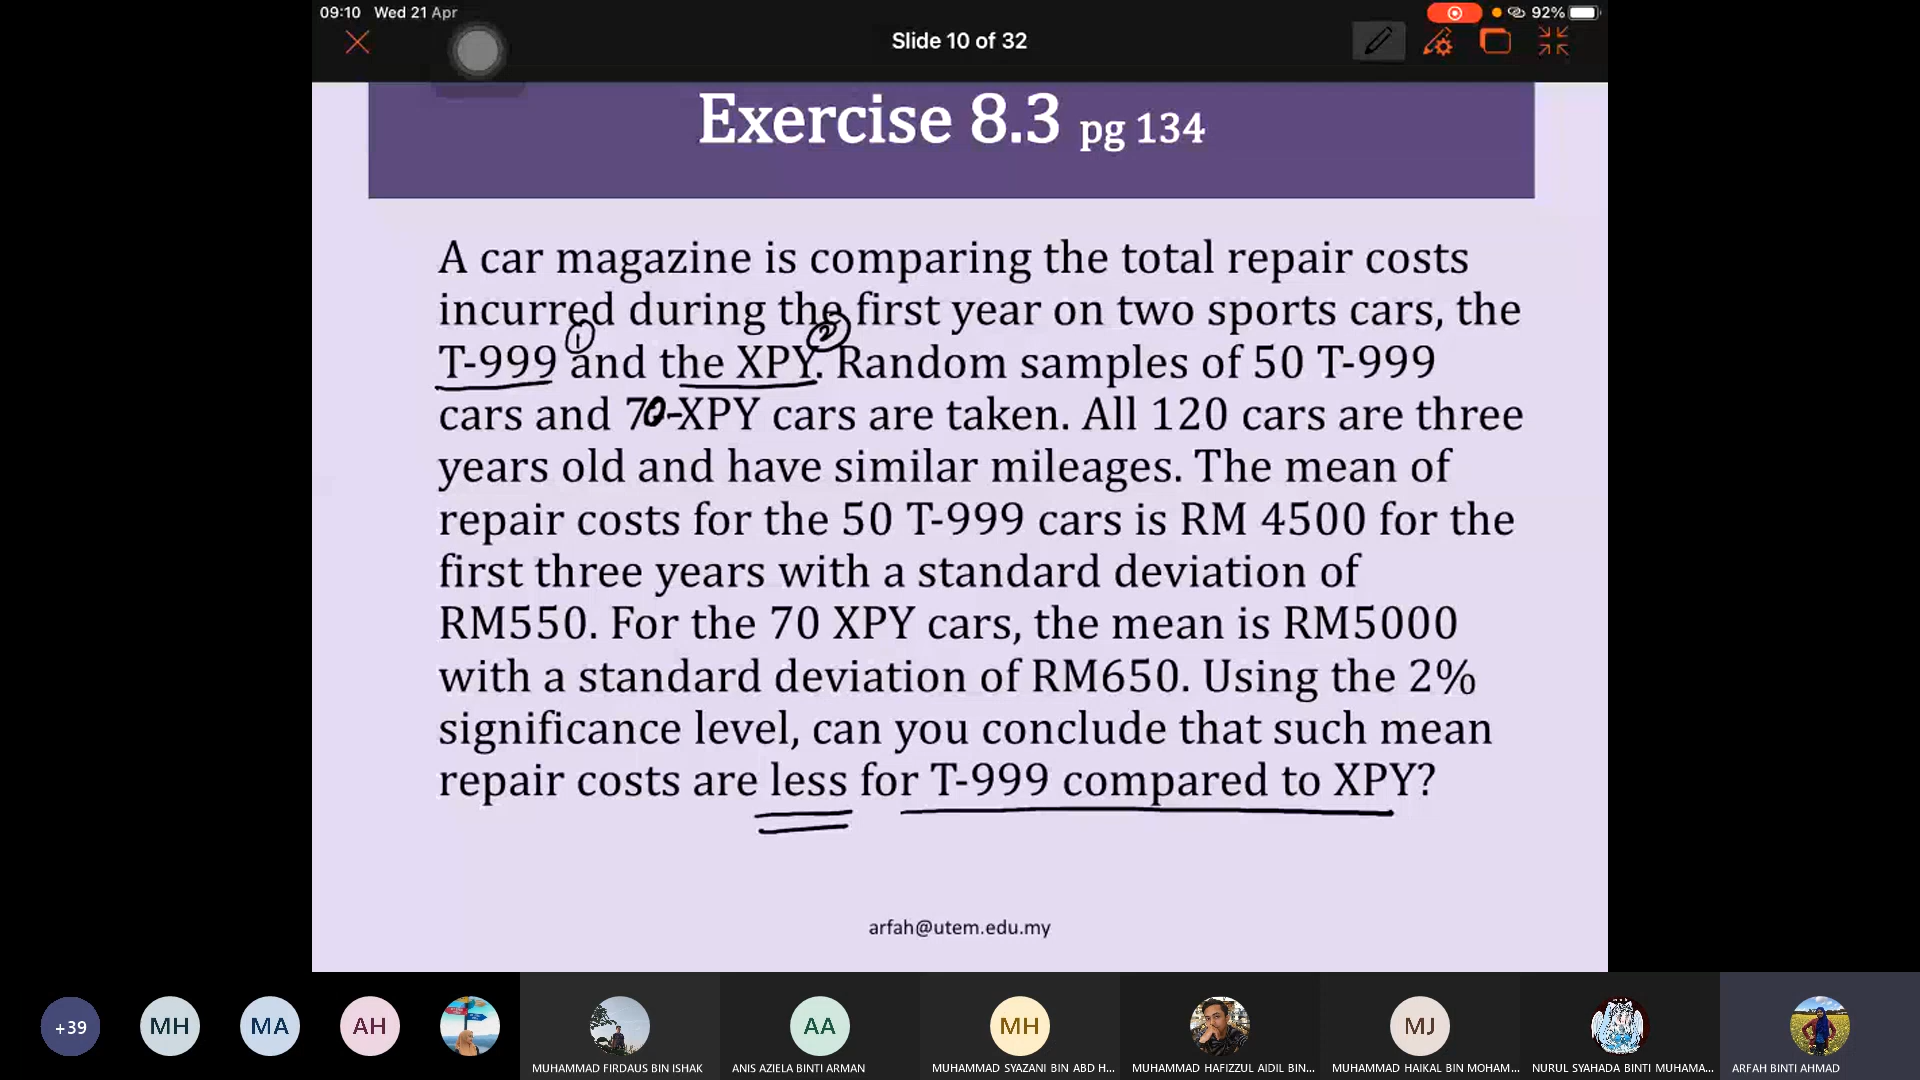 09:10 Wed 21 Apr
92%
Slide 10 of 32
Exercise 8.3 pg 134
A car magazine is comparing the total repair costs
incurred during the first year on two sports cars, the
1 2
T-999 and the XPY. Random samples of 50 T-999
cars and 70-XPY cars are taken. All 120 cars are three
years old and have similar mileages. The mean of
repair costs for the 50 T-999 cars is RM 4500 for the
first three years with a standard deviation of
RM550. For the 70 XPY cars, the mean is RM5000
with a standard deviation of RM650. Using the 2%
significance level, can you conclude that such mean
repair costs are less for T-999 compared to XPY?
arfah@utem.edu.my
+39 MH MA AH AA MH MJ
MUHAMMAD FIRDAUS BIN ISHAK ANIS AZIELA BINTI ARMAN MUHAMMAD SYAZANI BIN ABD H... MUHAMMAD HAFIZZUL AIDIL BIN... MUHAMMAD HAIKAL BIN MOHAM... NURUL SYAHADA BINTI MUHAMA... ARFAH BINTI AHMAD